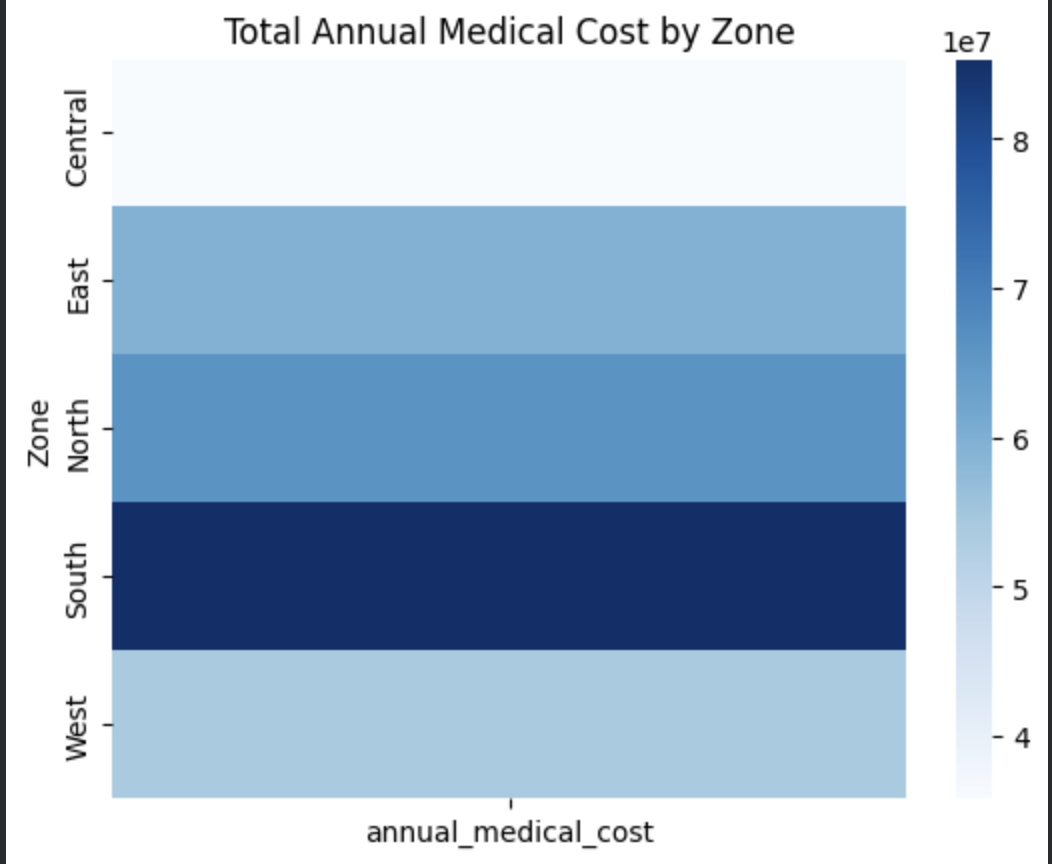 Total Annual Medical Cost by Zone
1e7
Central
East
North
South
West
Zone
annual_medical_cost
8
7
6
5
4